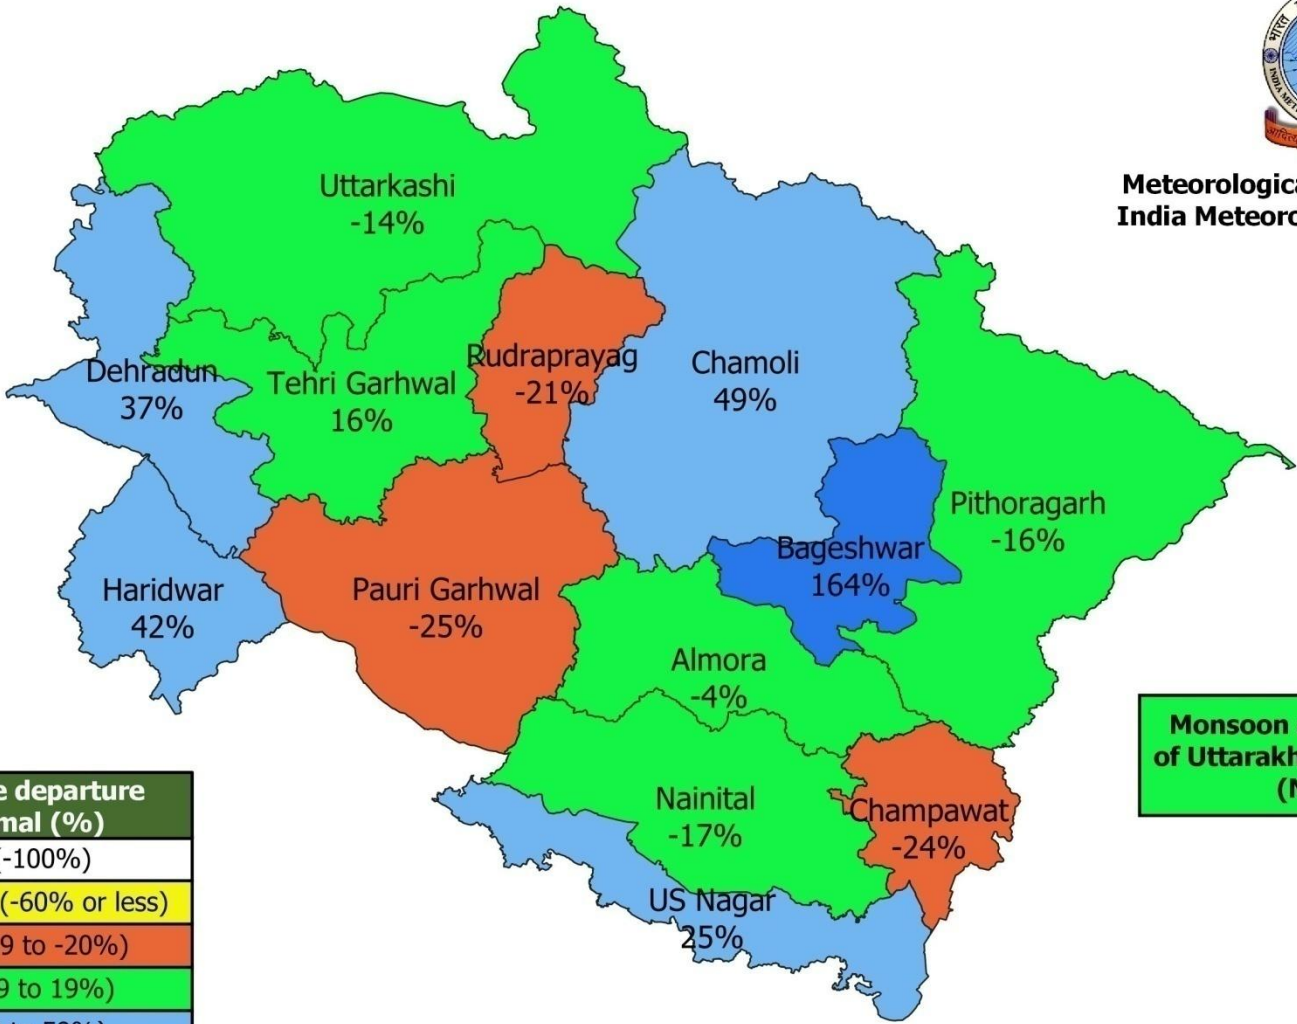 भारत
Meteorologica
India Meteoro
Uttarkashi
-14%
Rudraprayag
-21%
Chamoli
49%
Dehradun
37%
Tehri Garhwal
16%
Pithoragarh
-16%
Bageshwar
164%
Haridwar
42%
Pauri Garhwal
-25%
Almora
-4%
Nainital
-17%
Champawat
-24%
US Nagar
25%
Monsoon
of Uttarakh
(N
e departure
mal (%)
(-100%)
(-60% or less)
9 to -20%)
9 to 19%)